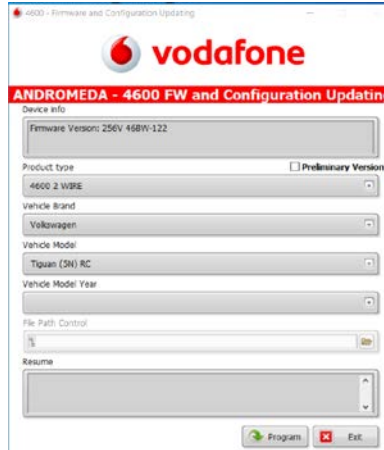 4600 - Firmware and Configuration Updating
vodafone
ANDROMEDA - 4600 FW and Configuration Updating
Device info
Firmware Version: 256V 468W-122
Product type
Preliminary Version
4600 2 WIRE
Vehicle Brand
Volkswagen
Vehicle Model
Tiguan (5N) RC
Vehicle Model Year
File Path Control
Resume
Program
Exit